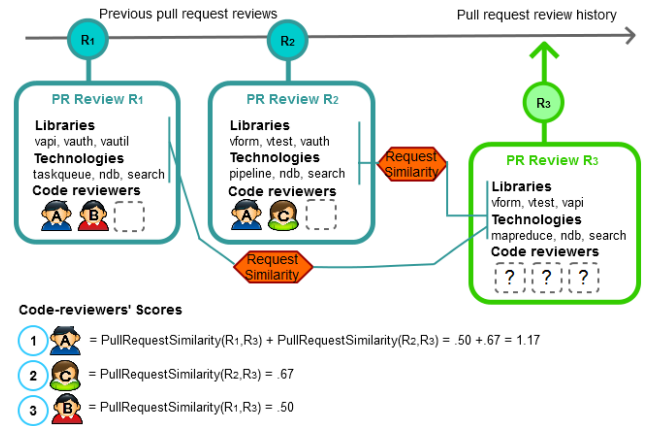 Previous pull request reviews
Pull request review history
R1
R2
R3
PR Review R1
Libraries
vapi, vauth, vautil
Technologies
taskqueue, ndb, search
Code reviewers
A
B
PR Review R2
Libraries
vform, vtest, vauth
Technologies
pipeline, ndb, search
Code reviewers
A
C
Request
Similarity
PR Review R3
Libraries
vform, vtest, vapi
Technologies
mapreduce, ndb, search
Code reviewers
? ? ?
Request
Similarity
Code-reviewers' Scores
1 A = PullRequestSimilarity(R1,R3) + PullRequestSimilarity(R2,R3) = .50 +.67 = 1.17
2 C = PullRequestSimilarity(R2,R3) = .67
3 B = PullRequestSimilarity(R1,R3) = .50